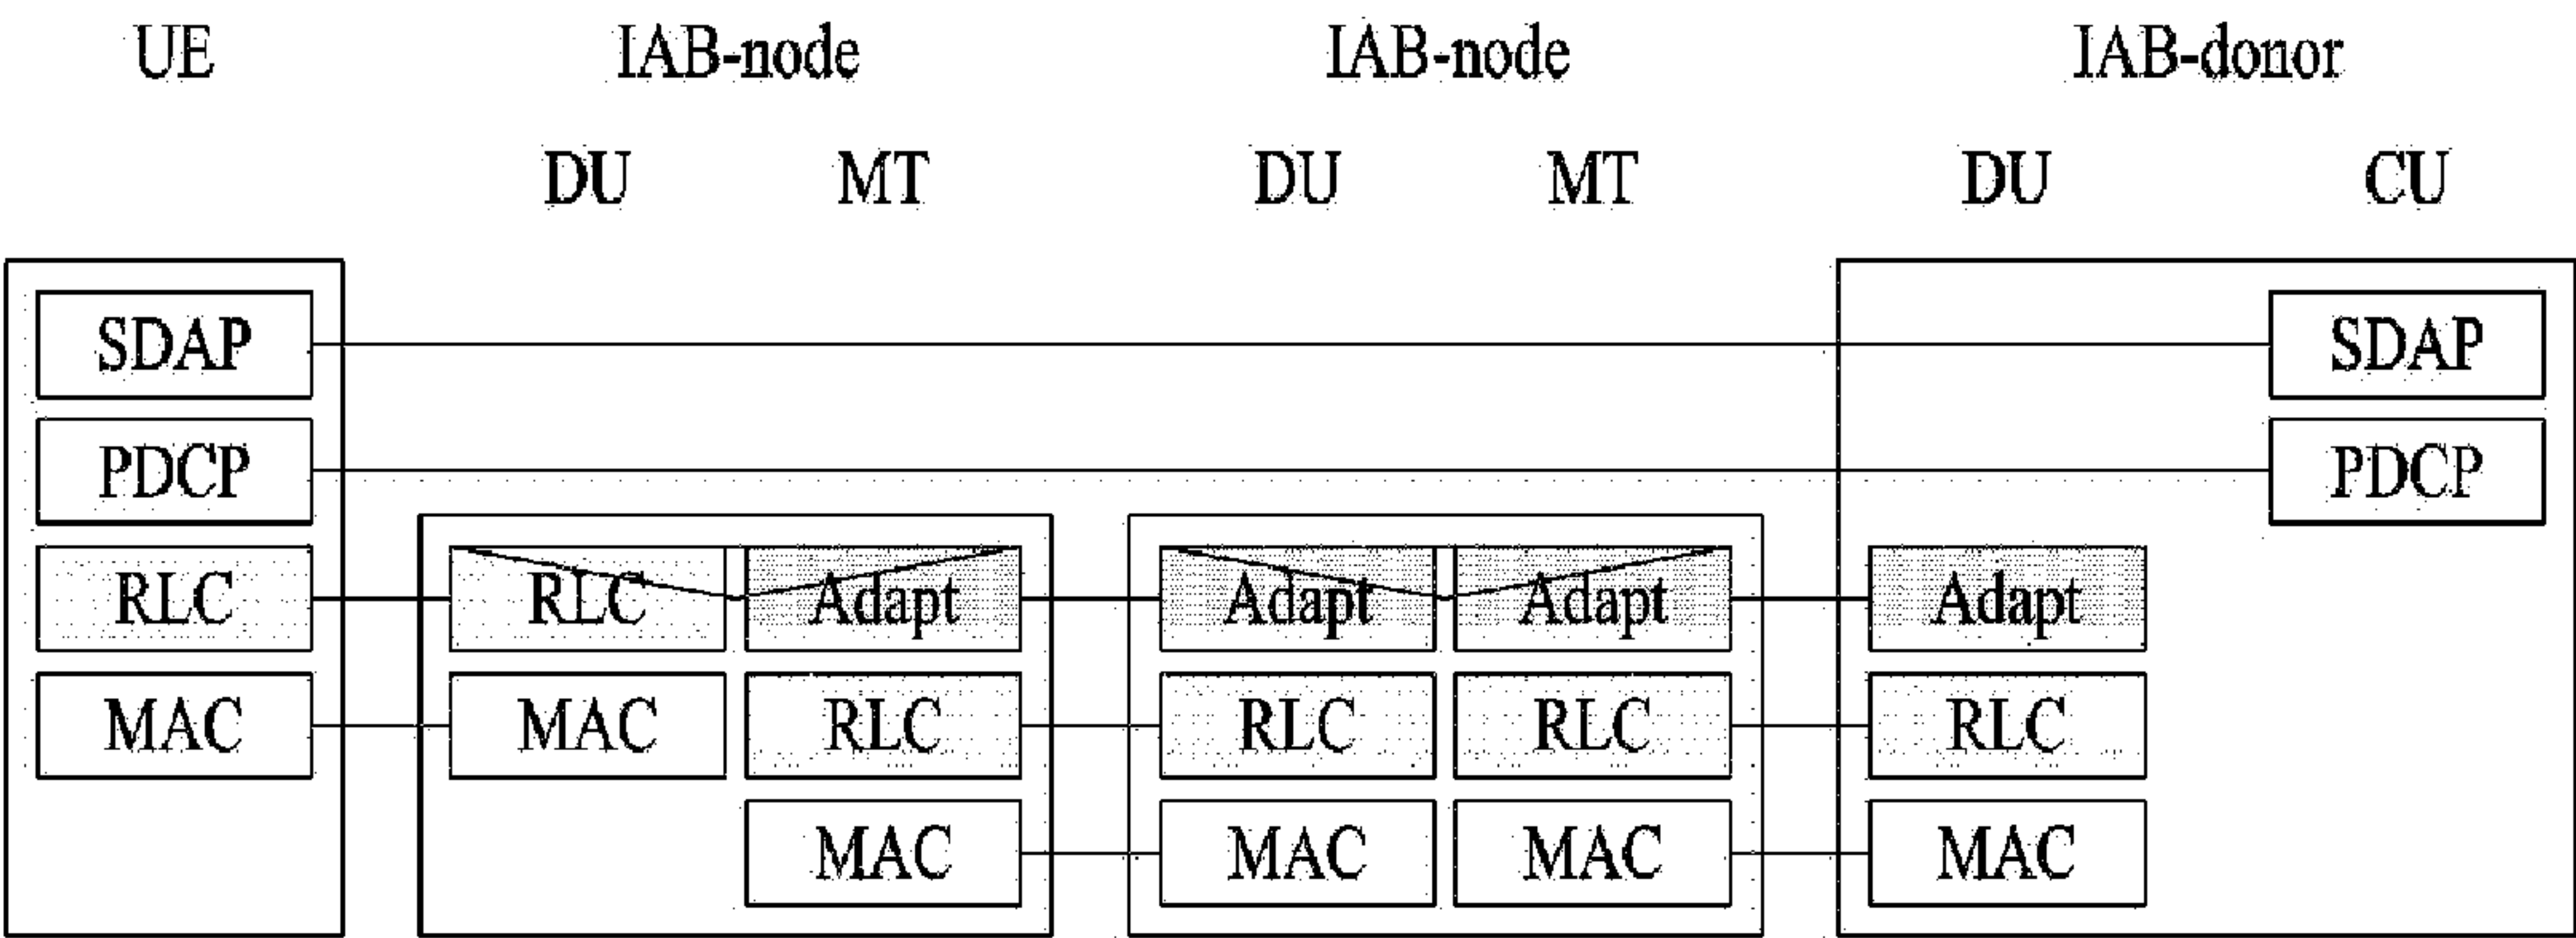 UE IAB-node IAB-node IAB-donor
DU MT DU MT DU CU
SDAP SDAP
PDCP PDCP
RLC RLC Adapt Adapt Adapt Adapt
MAC MAC RLC RLC RLC RLC
MAC MAC MAC MAC